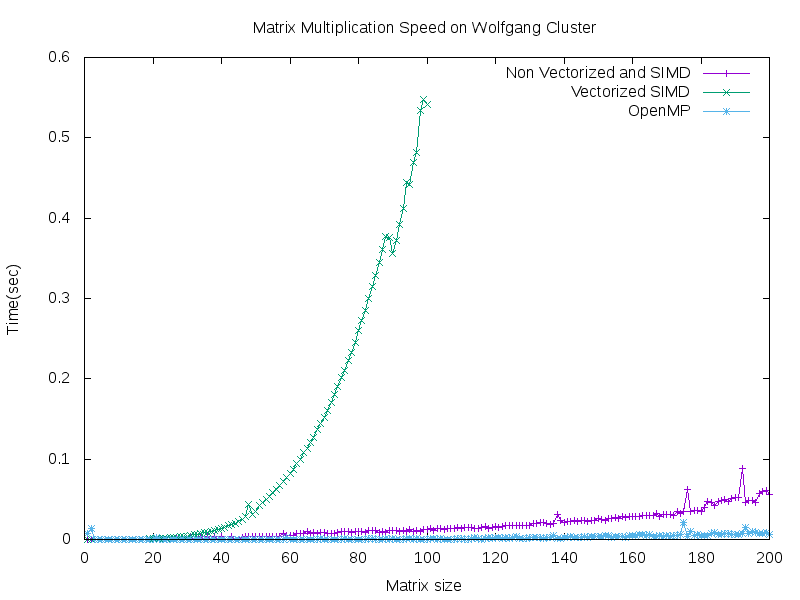 Matrix Multiplication Speed on Wolfgang Cluster
0.6
Non Vectorized and SIMD
Vectorized SIMD
OpenMP
0.5
0.4
0.3
0.2
0.1
0
Time(sec)
0 20 40 60 80 100 120 140 160 180 200
Matrix size